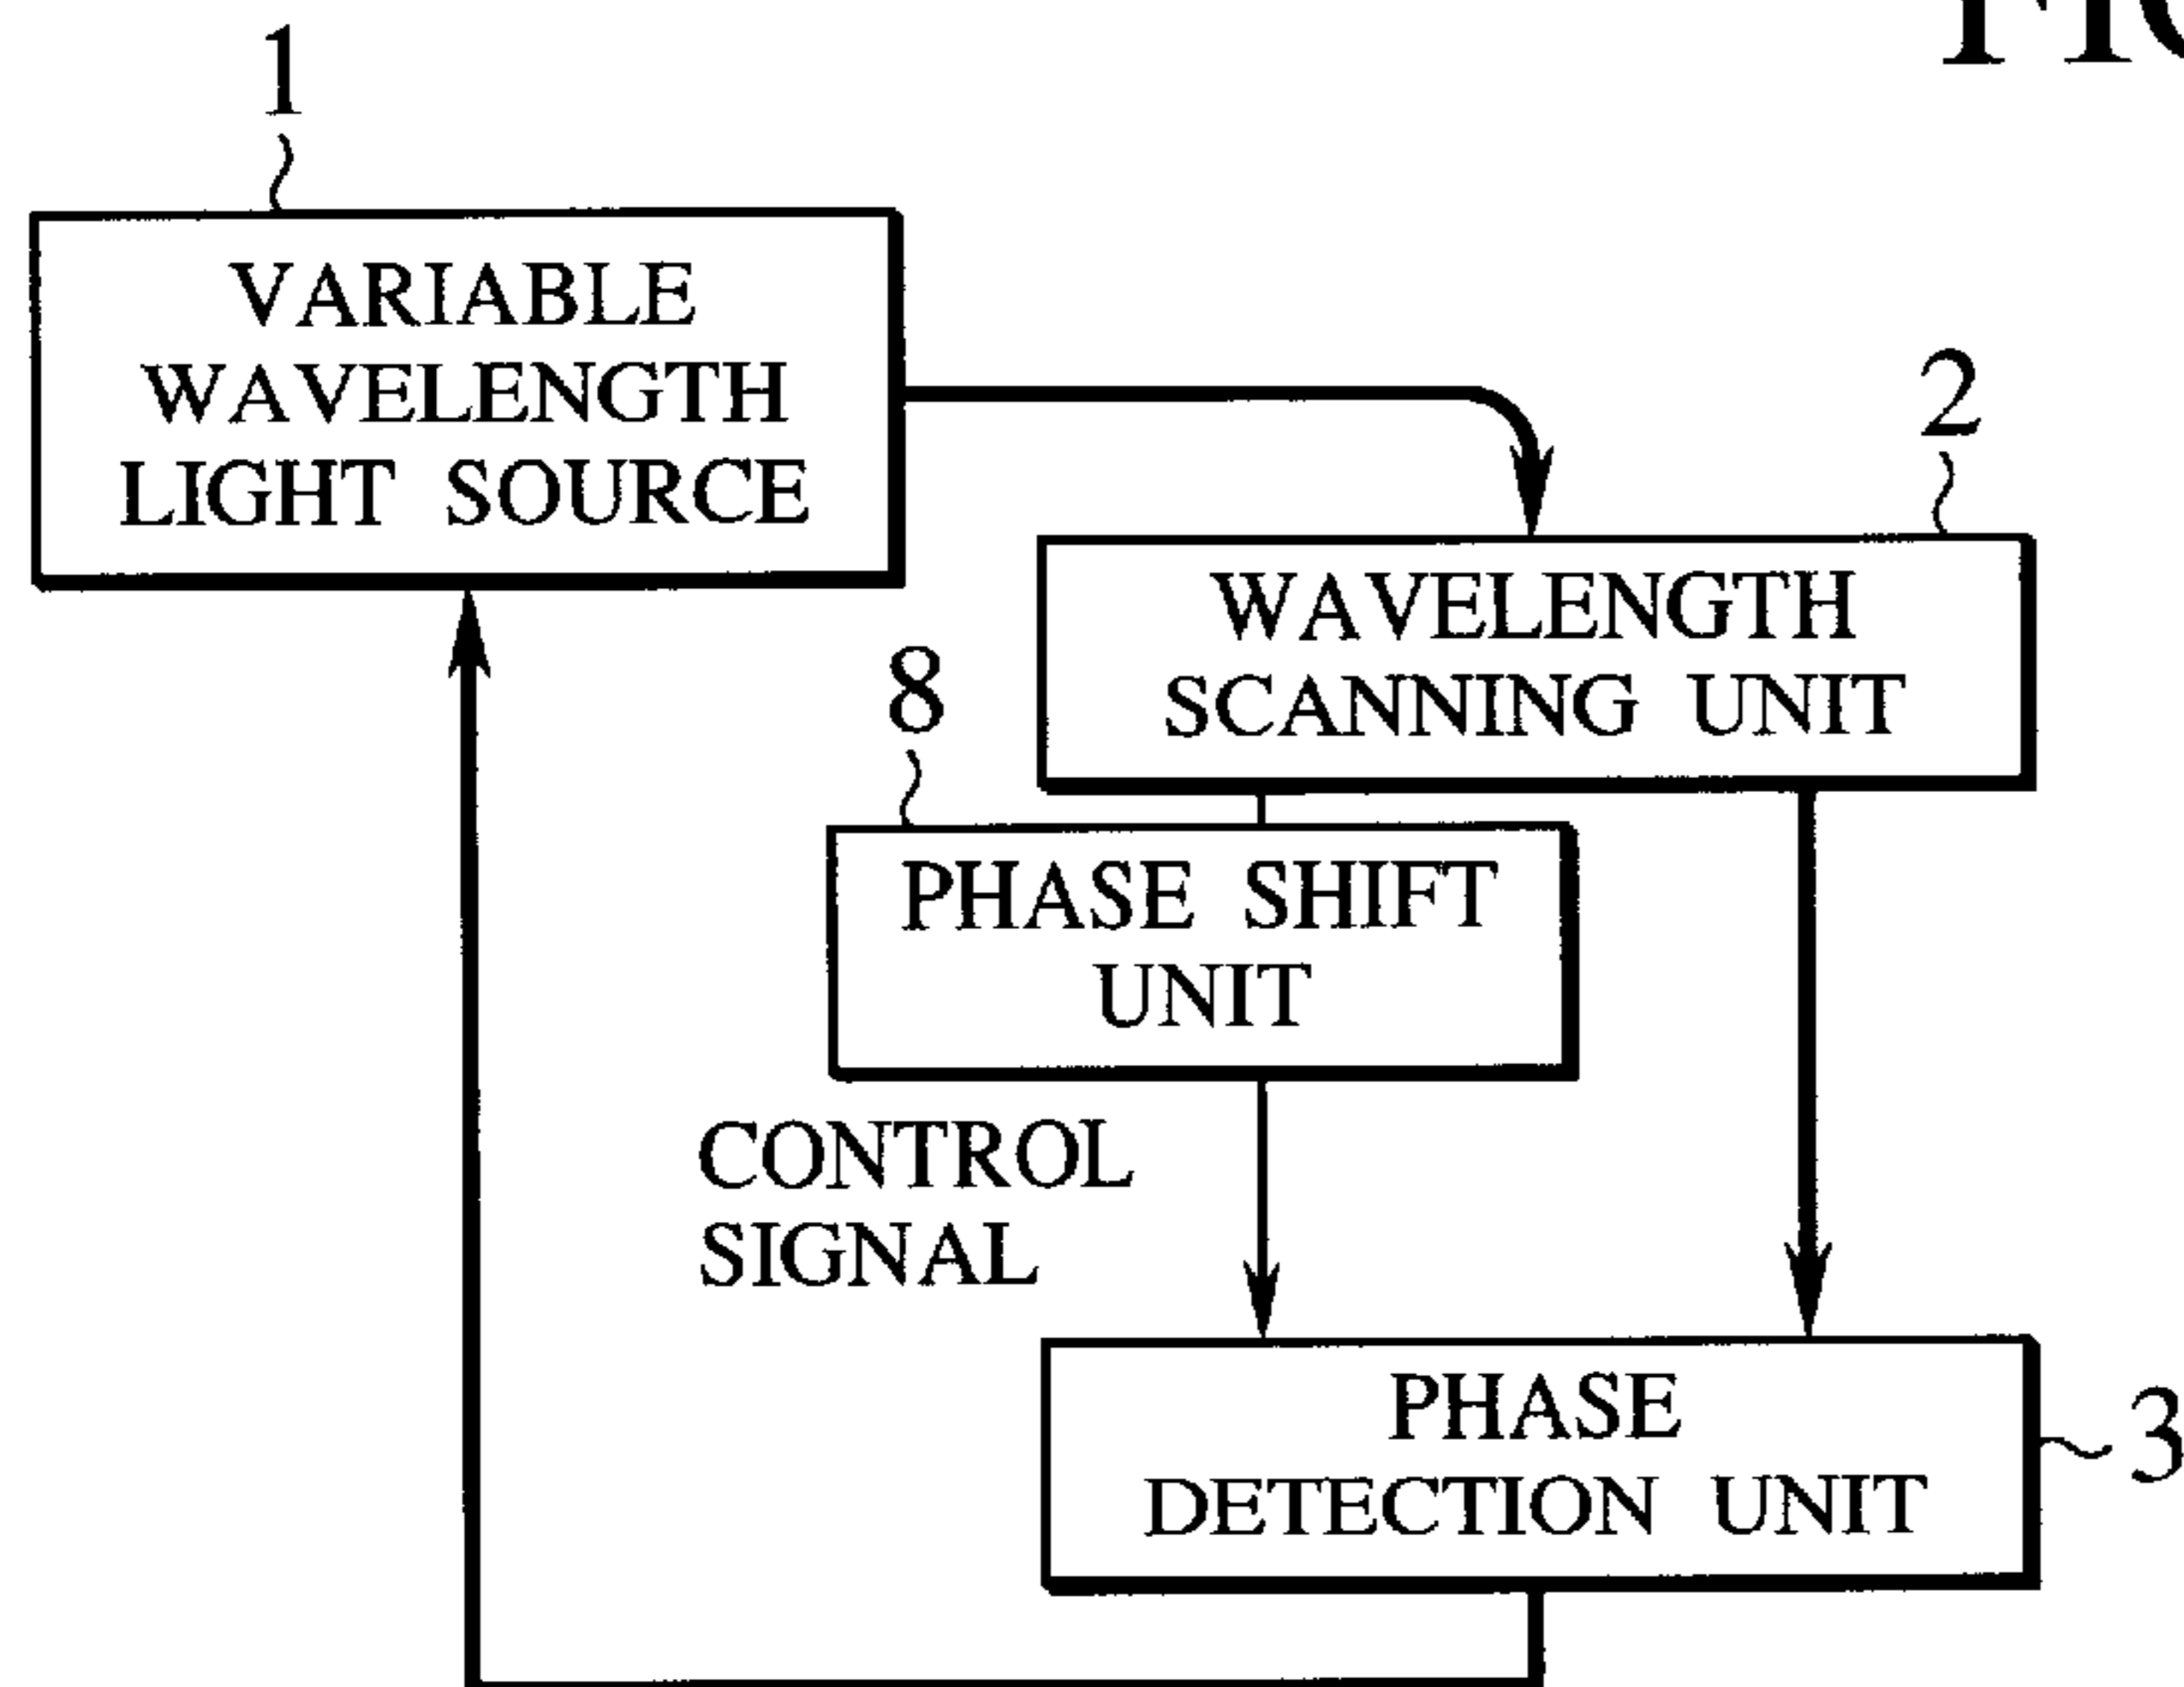 1
VARIABLE
WAVELENGTH
LIGHT SOURCE
2
WAVELENGTH
SCANNING UNIT
8
PHASE SHIFT
UNIT
CONTROL
SIGNAL
PHASE
DETECTION UNIT
3